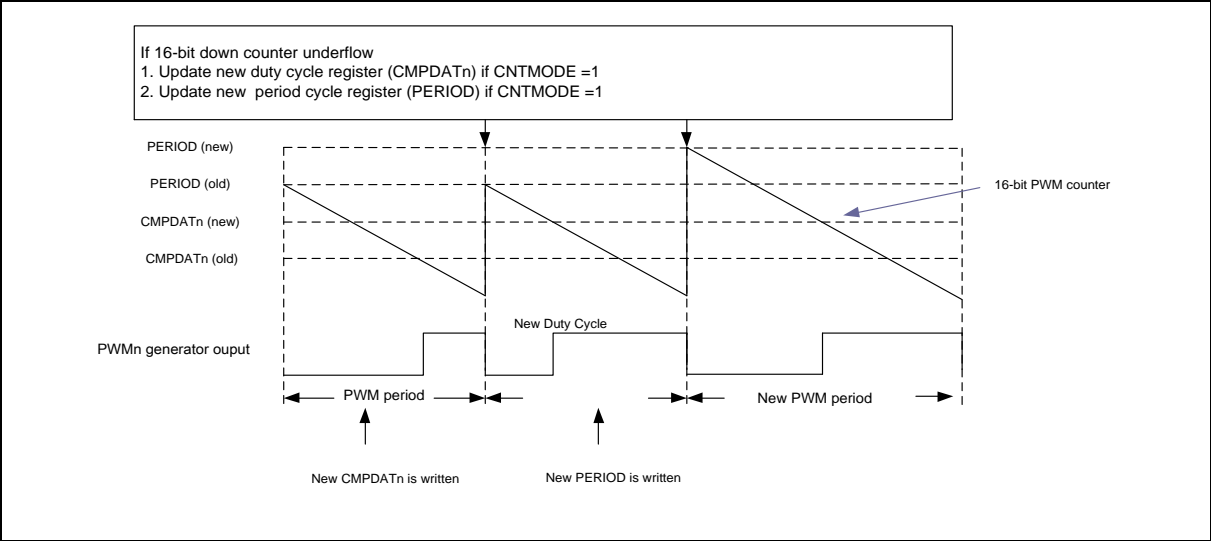 If 16-bit down counter underflow
1. Update new duty cycle register (CMPDATn) if CNTMODE =1
2. Update new  period cycle register (PERIOD) if CNTMODE =1
PERIOD (new)
PERIOD (old)
16-bit PWM counter
CMPDATn (new)
CMPDATn (old)
New Duty Cycle
PWMn generator ouput
PWM period
New PWM period
New CMPDATn is written
New PERIOD is written